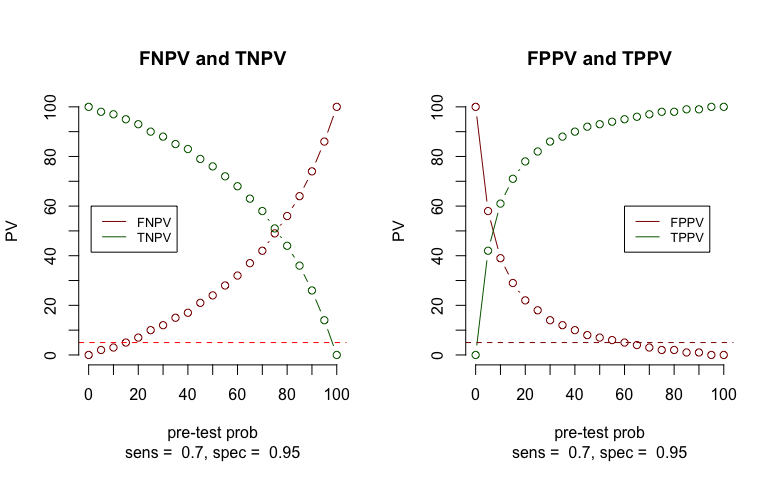 FNPV and TNPV
PV
100
80
60
40
20
0
FNPV
TNPV
0 20 40 60 80 100
pre-test prob
sens = 0.7, spec = 0.95
FPPV and TPPV
PV
100
80
60
40
20
0
FPPV
TPPV
0 20 40 60 80 100
pre-test prob
sens = 0.7, spec = 0.95